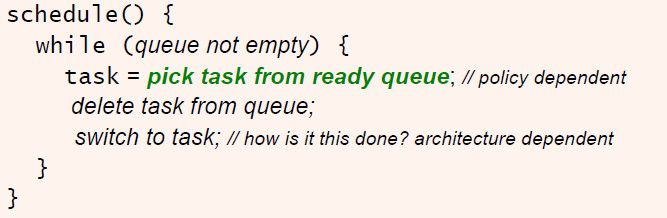 schedule() {
while (queue not empty) {
task = pick task from ready queue; // policy dependent
delete task from queue;
switch to task; // how is it this done? architecture dependent
}
}